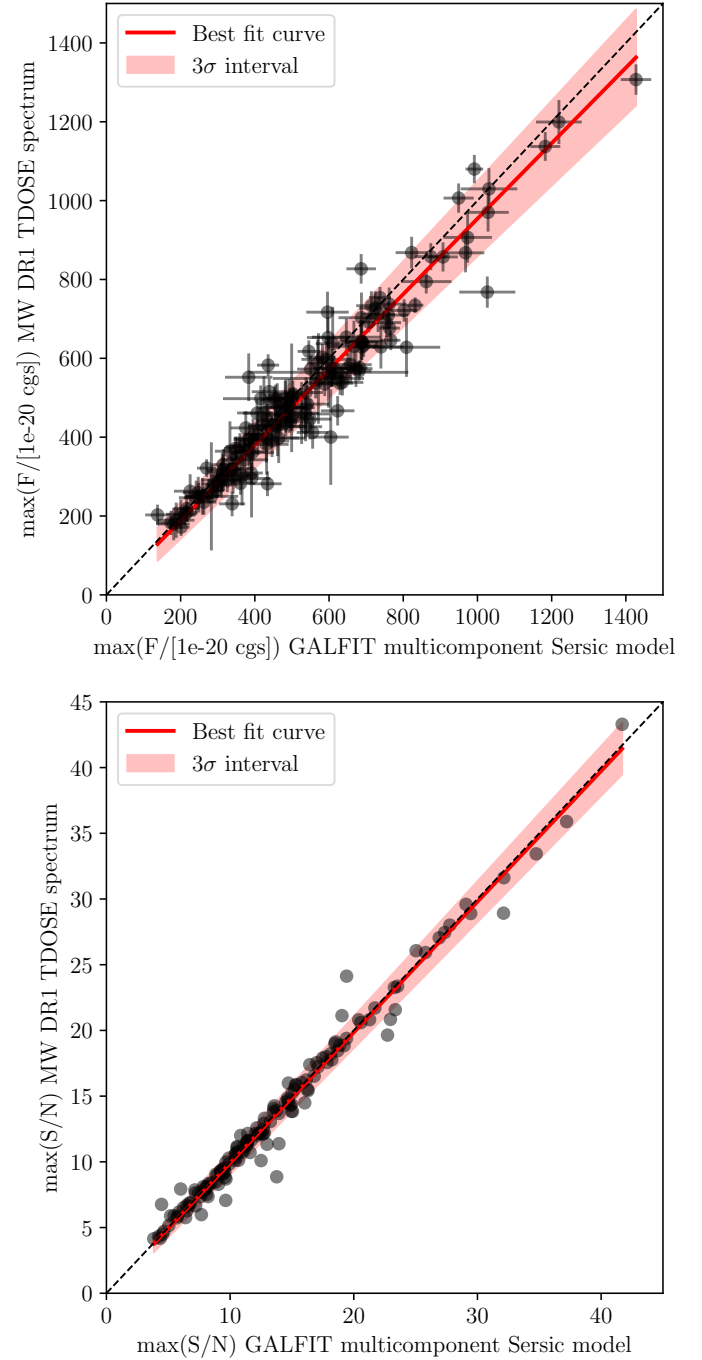 1400
1200
1000
800
600
400
200
0
max(F/[1e-20 cgs]) MW DR1 TDOSE spectrum
Best fit curve
3σ interval
0 200 400 600 800 1000 1200 1400
max(F/[1e-20 cgs]) GALFIT multicomponent Sersic model
45
40
35
30
25
20
15
10
5
0
max(S/N) MW DR1 TDOSE spectrum
Best fit curve
3σ interval
0 10 20 30 40
max(S/N) GALFIT multicomponent Sersic model